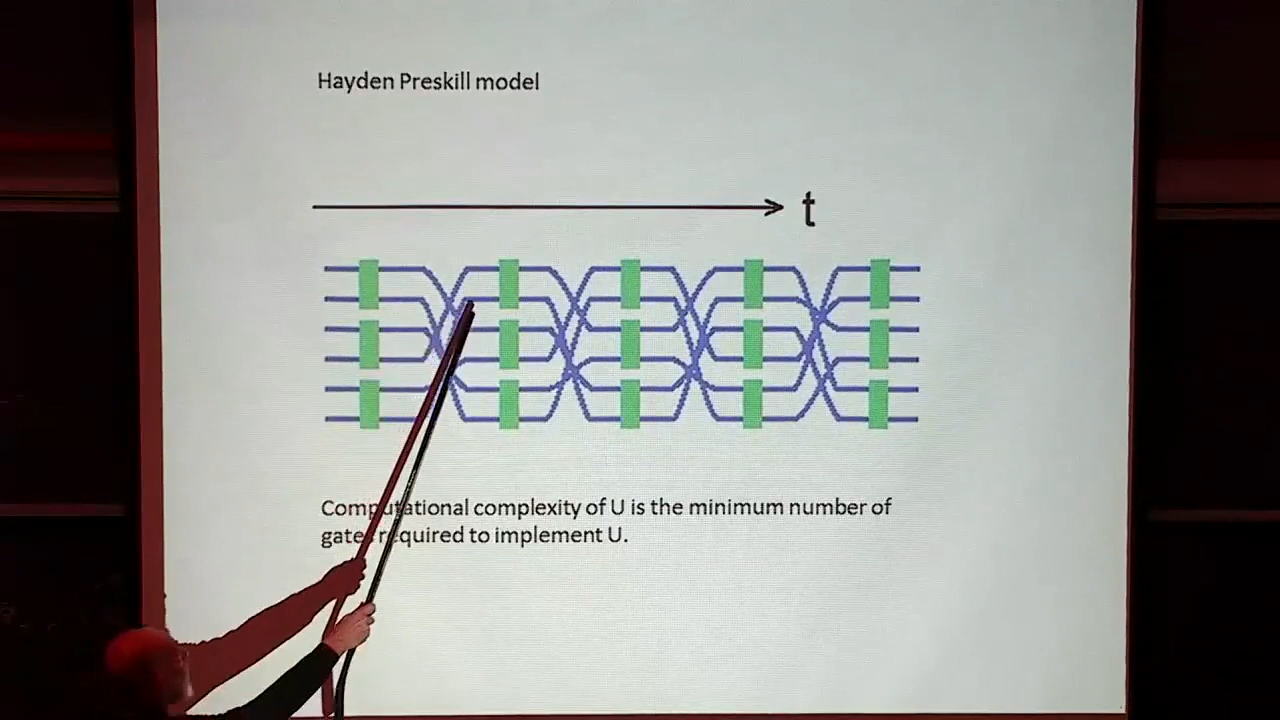 Hayden Preskill model
t
Computational complexity of U is the minimum number of
gates required to implement U.